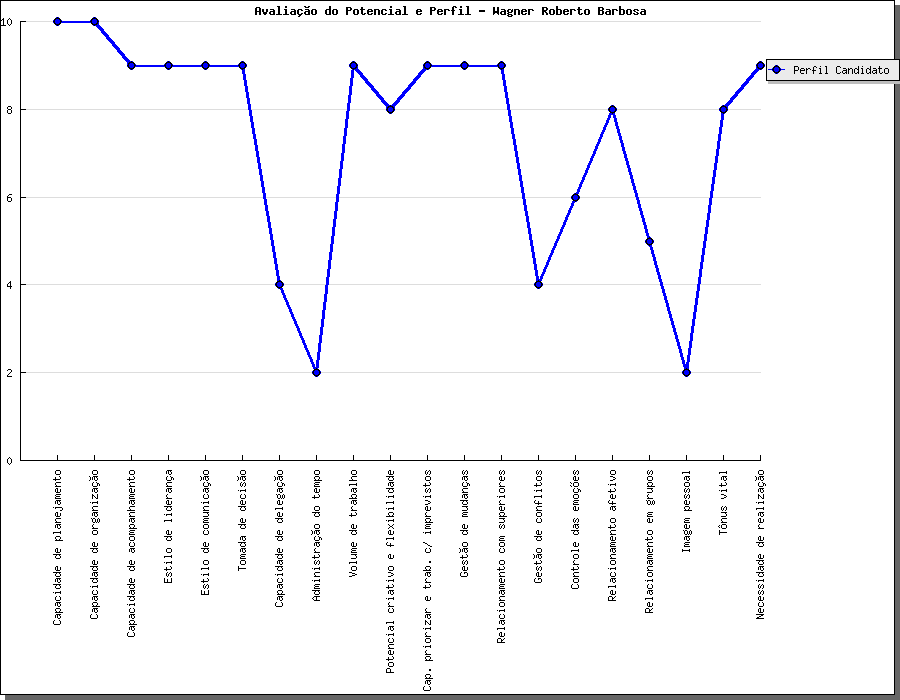 Avaliação do Potencial e Perfil - Wagner Roberto Barbosa
10
8
6
4
2
0
Perfil Candidato
Capacidade de planejamento
Capacidade de organização
Capacidade de acompanhamento
Estilo de liderança
Estilo de comunicação
Tomada de decisão
Capacidade de delegação
Administração do tempo
Volume de trabalho
Potencial criativo e flexibilidade
Cap. priorizar e trab. c/ imprevistos
Gestão de mudanças
Relacionamento com superiores
Gestão de conflitos
Controle das emoções
Relacionamento afetivo
Relacionamento em grupos
Imagem pessoal
Tônus vital
Necessidade de realização